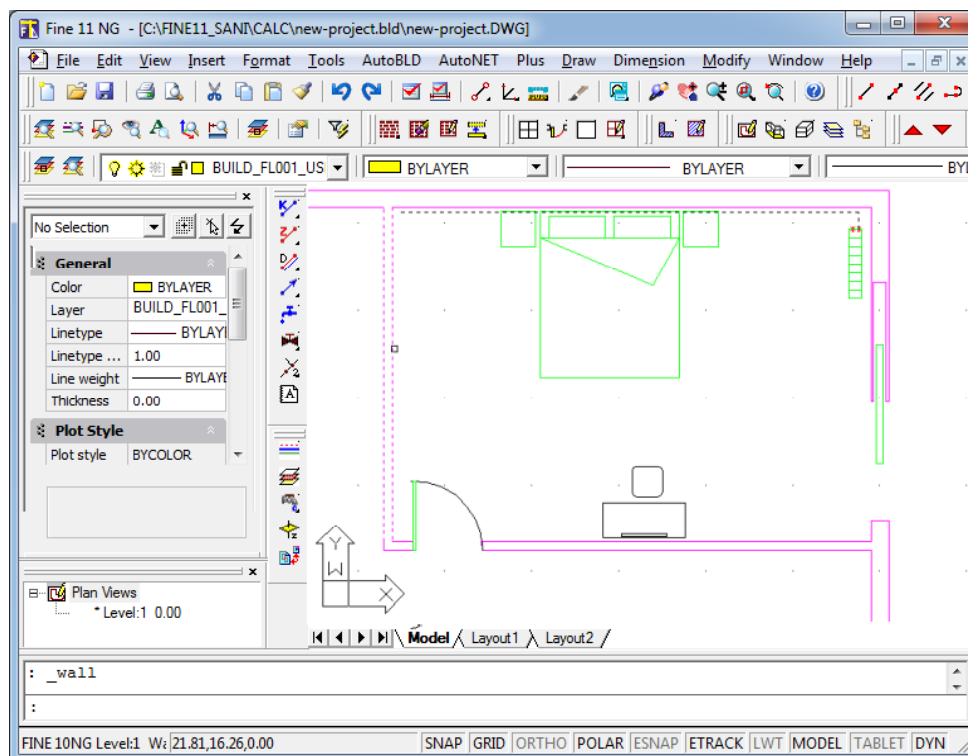 Fine 11 NG - [C:\FINE11_SANI\CALC\new-project.bld\new-project.DWG]
File Edit View Insert Format Tools AutoBLD AutoNET Plus Draw Dimension Modify Window Help
BUILD_FL001_US BYLAYER BYLAYER BYL
No Selection
General
Color BYLAYER
Layer BUILD_FL001_
Linetype BYLAYI
Linetype ... 1.00
Line weight BYLAYE
Thickness 0.00
Plot Style
Plot style BYCOLOR
Plan Views
* Level:1 0.00
Y
W
X
Model Layout1 Layout2
: _wall
:
FINE 10NG Level:1 Wa 21.81,16.26,0.00 SNAP GRID ORTHO POLAR ESNAP ETRACK LWT MODEL TABLET DYN